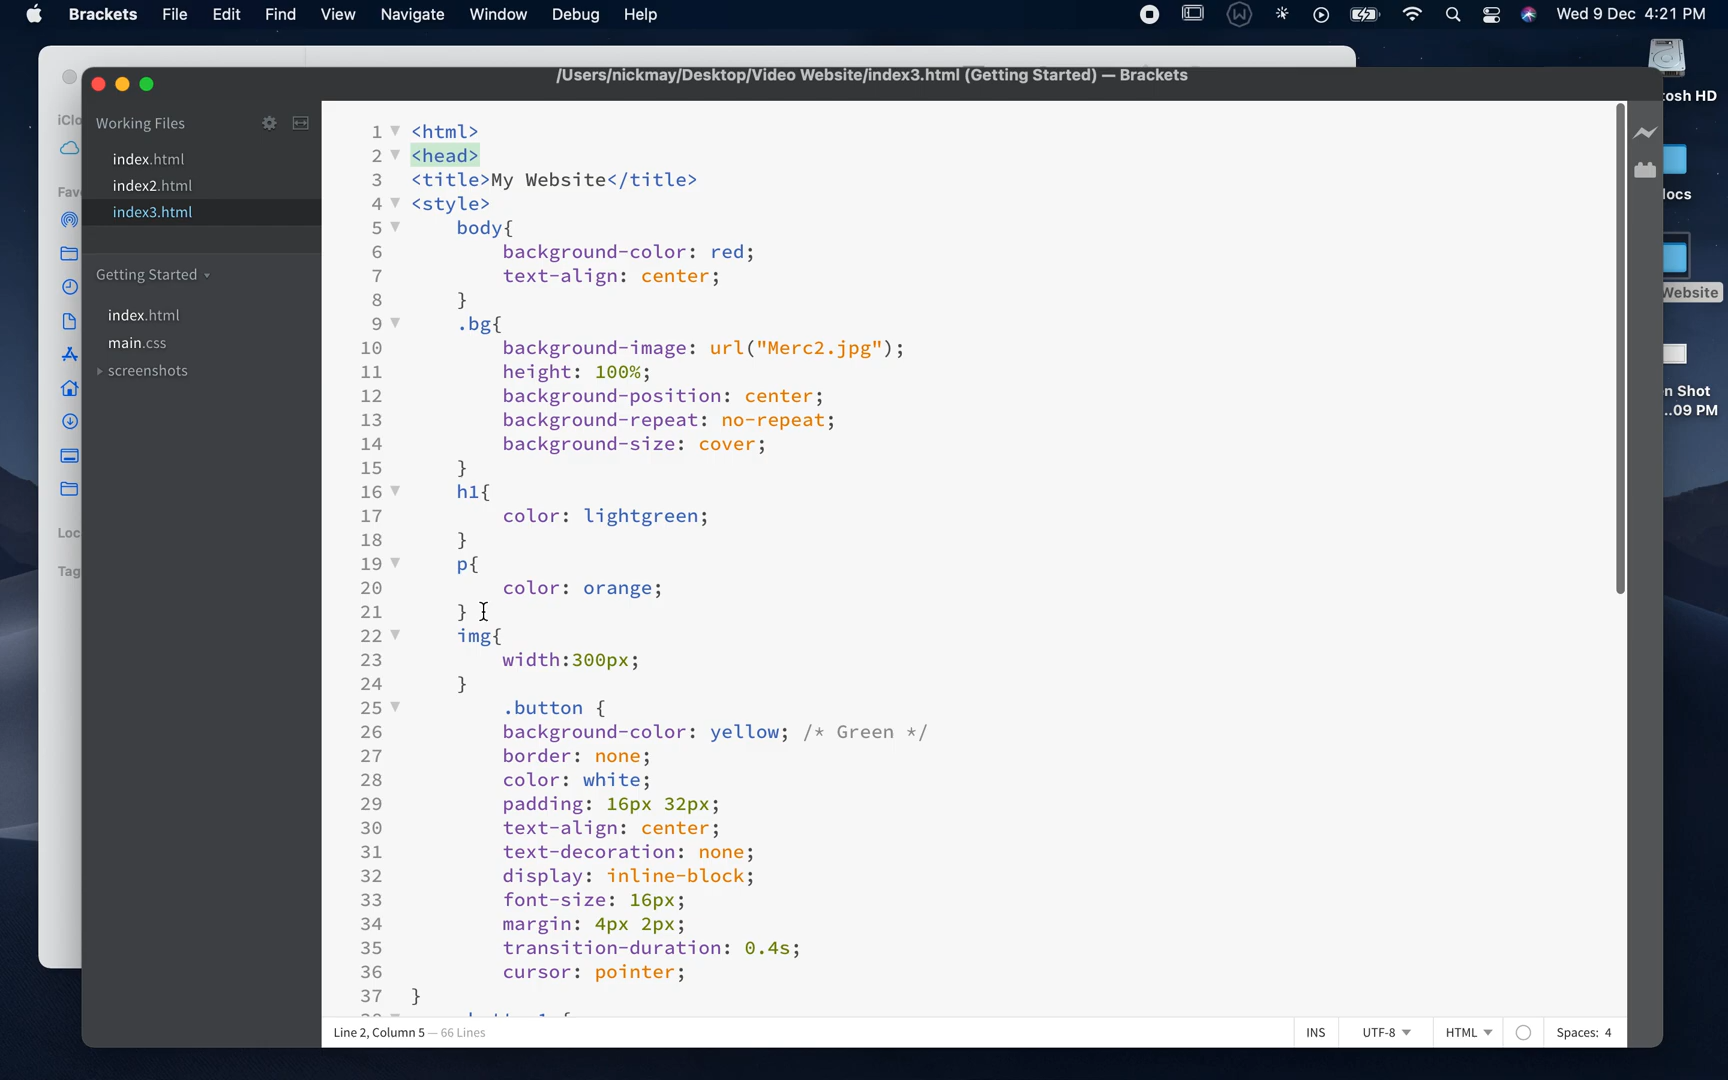 Brackets File Edit Find View Navigate Window Debug Help Wed 9 Dec 4:21 PM
/Users/nickmay/Desktop/Video Website/index3.html (Getting Started) — Brackets
Working Files
index.html
index2.html
index3.html
Getting Started
index.html
main.css
screenshots
1 <html>
2 <head>
3 <title>My Website</title>
4 <style>
5 body{
6 background-color: red;
7 text-align: center;
8 }
9 .bg{
10 background-image: url("Merc2.jpg");
11 height: 100%;
12 background-position: center;
13 background-repeat: no-repeat;
14 background-size: cover;
15 }
16 h1{
17 color: lightgreen;
18 }
19 p{
20 color: orange;
21 }
22 img{
23 width:300px;
24 }
25 .button {
26 background-color: yellow; /* Green */
27 border: none;
28 color: white;
29 padding: 16px 32px;
30 text-align: center;
31 text-decoration: none;
32 display: inline-block;
33 font-size: 16px;
34 margin: 4px 2px;
35 transition-duration: 0.4s;
36 cursor: pointer;
37 }
Line 2, Column 5 — 66 Lines
INS UTF-8 HTML Spaces: 4
iClo
Fav
Loc
Tag
tosh HD
ocs
Website
n Shot
..09 PM